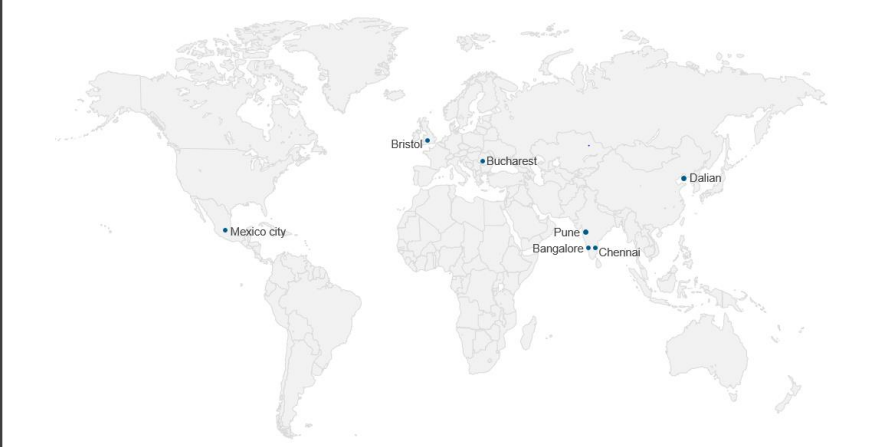 Bristol
Bucharest
Dalian
Mexico city
Pune
Bangalore
Chennai